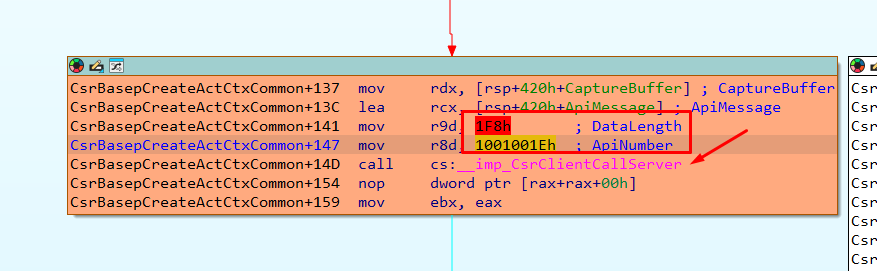 CsrBasepCreateActCtxCommon+137 mov rdx, [rsp+420h+CaptureBuffer] ; CaptureBuffer
CsrBasepCreateActCtxCommon+13C lea rcx, [rsp+420h+ApiMessage] ; ApiMessage
CsrBasepCreateActCtxCommon+141 mov r9d, 1F8h ; DataLength
CsrBasepCreateActCtxCommon+147 mov r8d, 1001001Eh ; ApiNumber
CsrBasepCreateActCtxCommon+14D call cs:__imp_CsrClientCallServer
CsrBasepCreateActCtxCommon+154 nop dword ptr [rax+rax+00h]
CsrBasepCreateActCtxCommon+159 mov ebx, eax
Csr
Csr
Csr
Csr
Csr
Csr
Csr
Csr
Csr
Csr